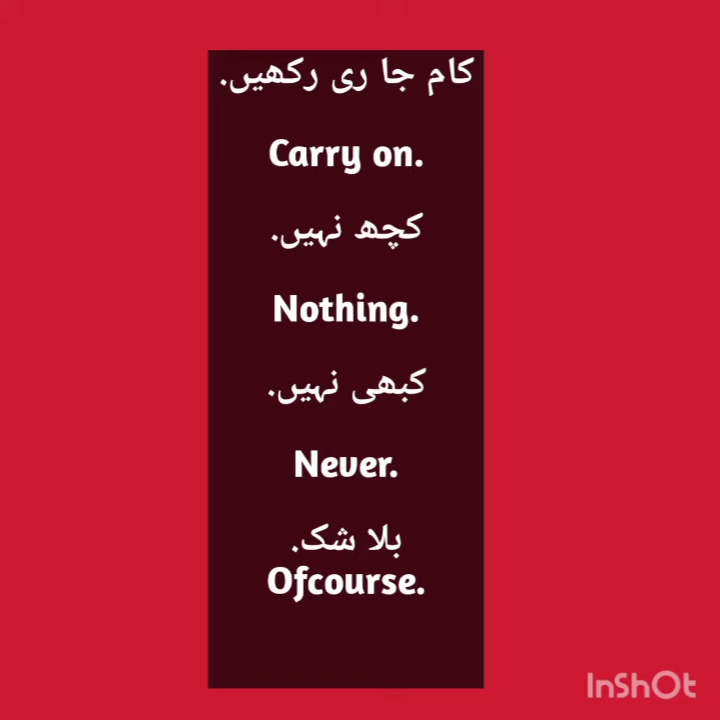 کام جا ری رکھیں.
Carry on.
کچھ نہیں.
Nothing.
کبھی نہیں.
Never.
بلا شک.
Ofcourse.
InShOt